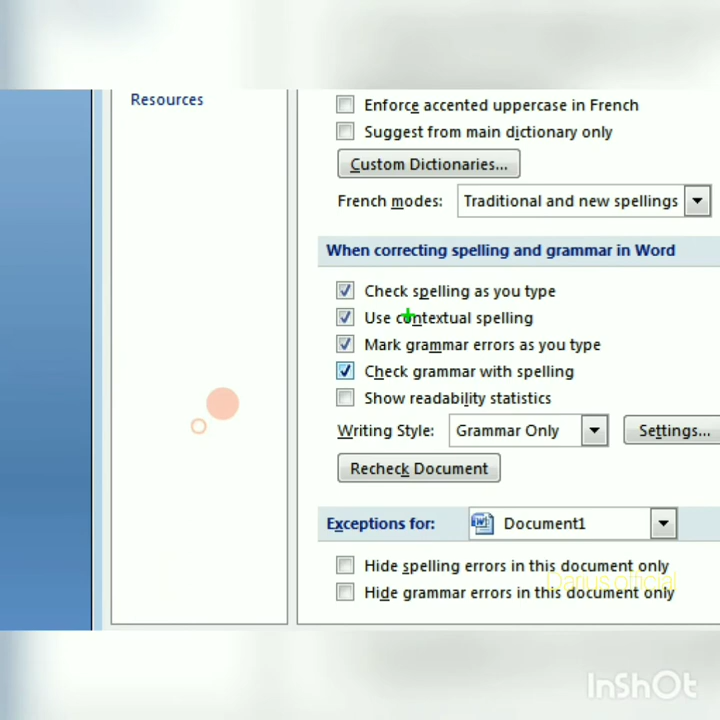 Resources
Enforce accented uppercase in French
Suggest from main dictionary only
Custom Dictionaries...
French modes: Traditional and new spellings
When correcting spelling and grammar in Word
Check spelling as you type
Use contextual spelling
Mark grammar errors as you type
Check grammar with spelling
Show readability statistics
Writing Style: Grammar Only Settings...
Recheck Document
Exceptions for: Document1
Hide spelling errors in this document only
Darius.official
Hide grammar errors in this document only
InShOt